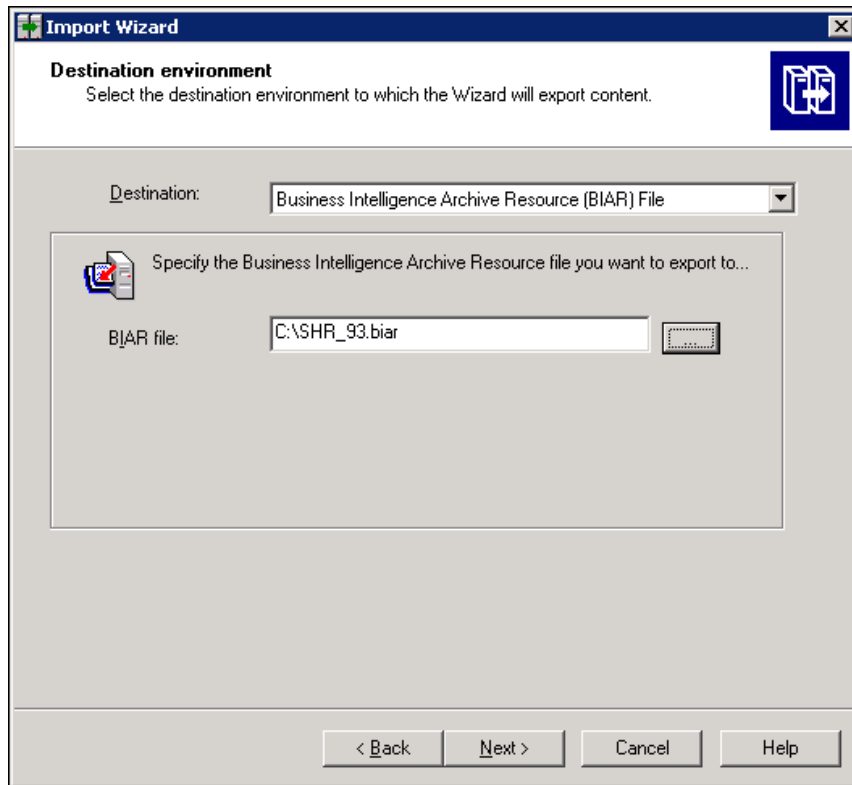 Import Wizard
Destination environment
Select the destination environment to which the Wizard will export content.
Destination:
Business Intelligence Archive Resource (BIAR) File
Specify the Business Intelligence Archive Resource file you want to export to...
BIAR file:
C:\SHR_93.biar
...
< Back
Next >
Cancel
Help